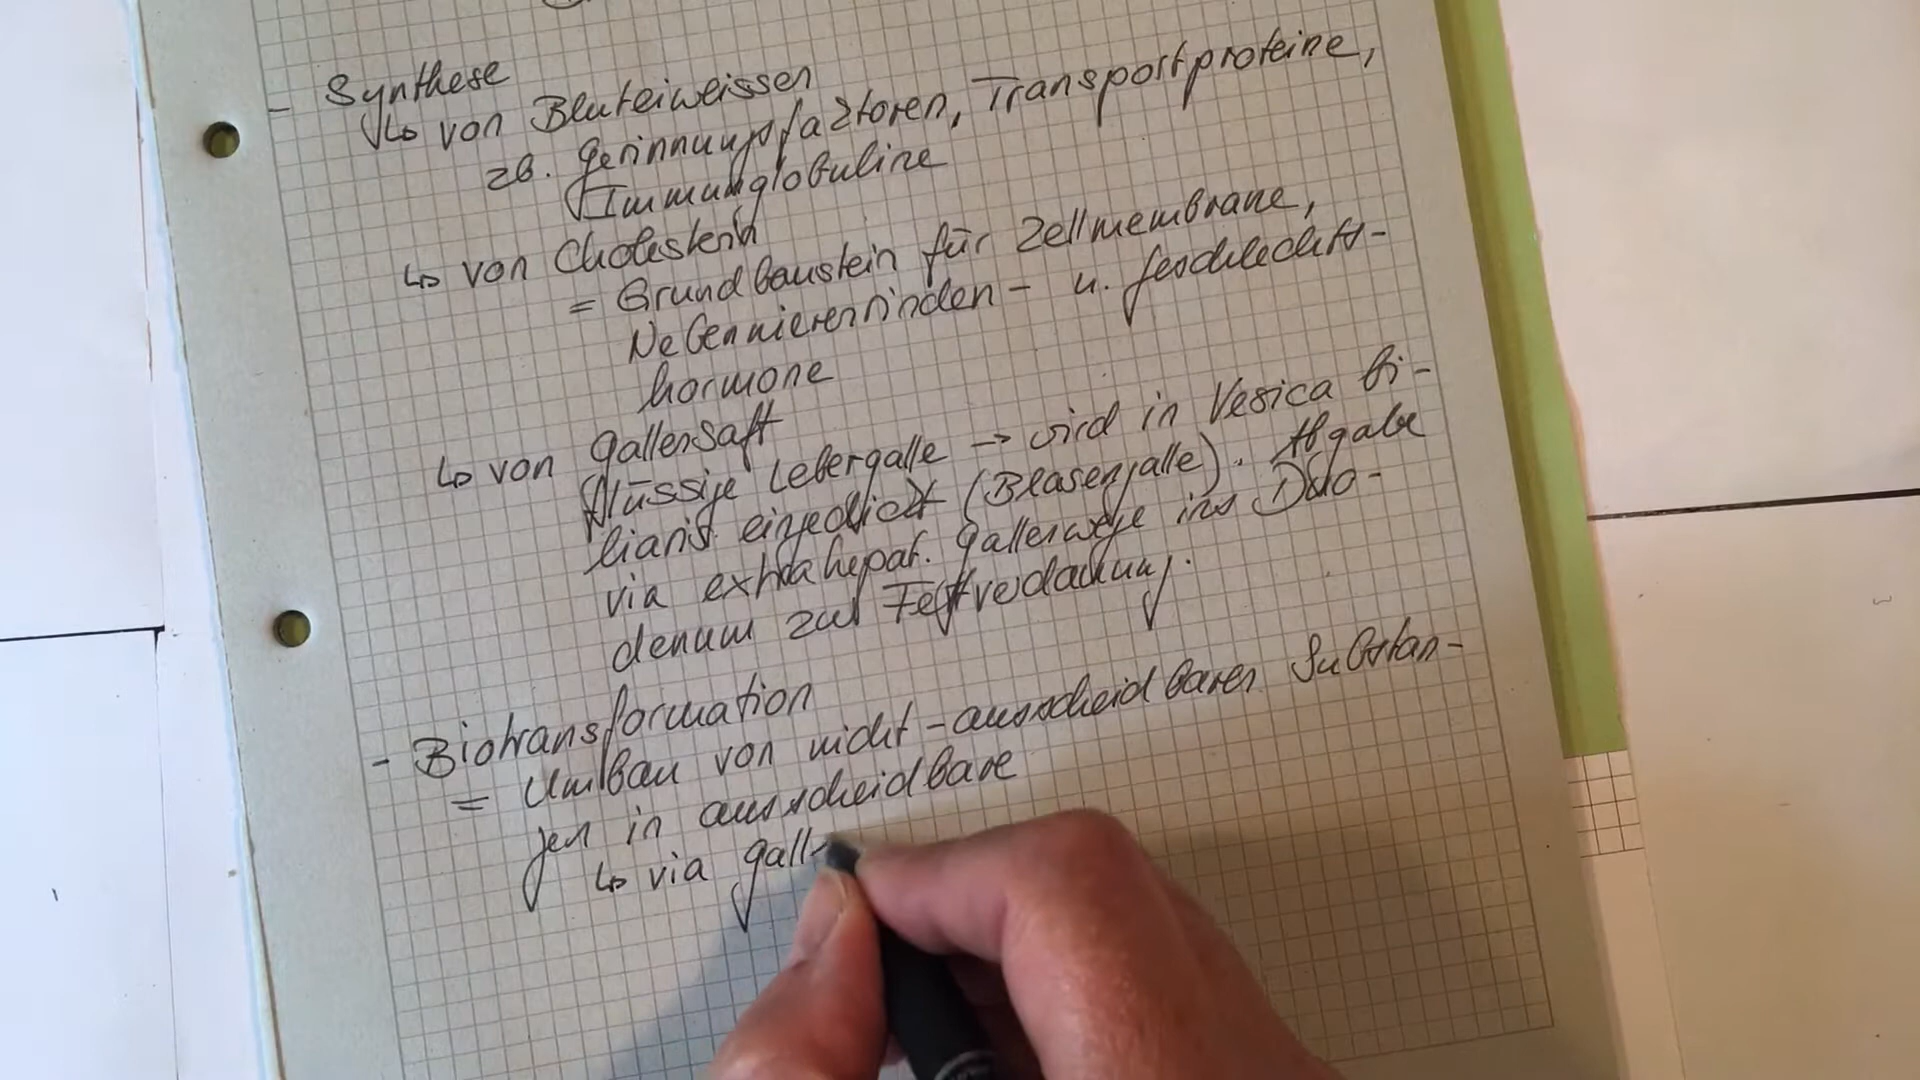 - Synthese
↳ von Bluteiweissen
zB. Gerinnungsfaktoren, Transportproteine,
Immunglobuline
↳ von Cholesterin
= Grundbaustein für Zellmembrane,
Nebennierenrinden- u. Geschlechts-
hormone
↳ von Gallensaft
flüssige Lebergalle → wird in Vesica bi-
liaris eingedickt (Blasengalle). Abgabe
via extrahepat. Gallenwege ins Duo-
denum zur Fettverdauung.
- Biotransformation
= Umbau von nicht-ausscheidbaren Substan-
zen in ausscheidbare
↳ via Galle